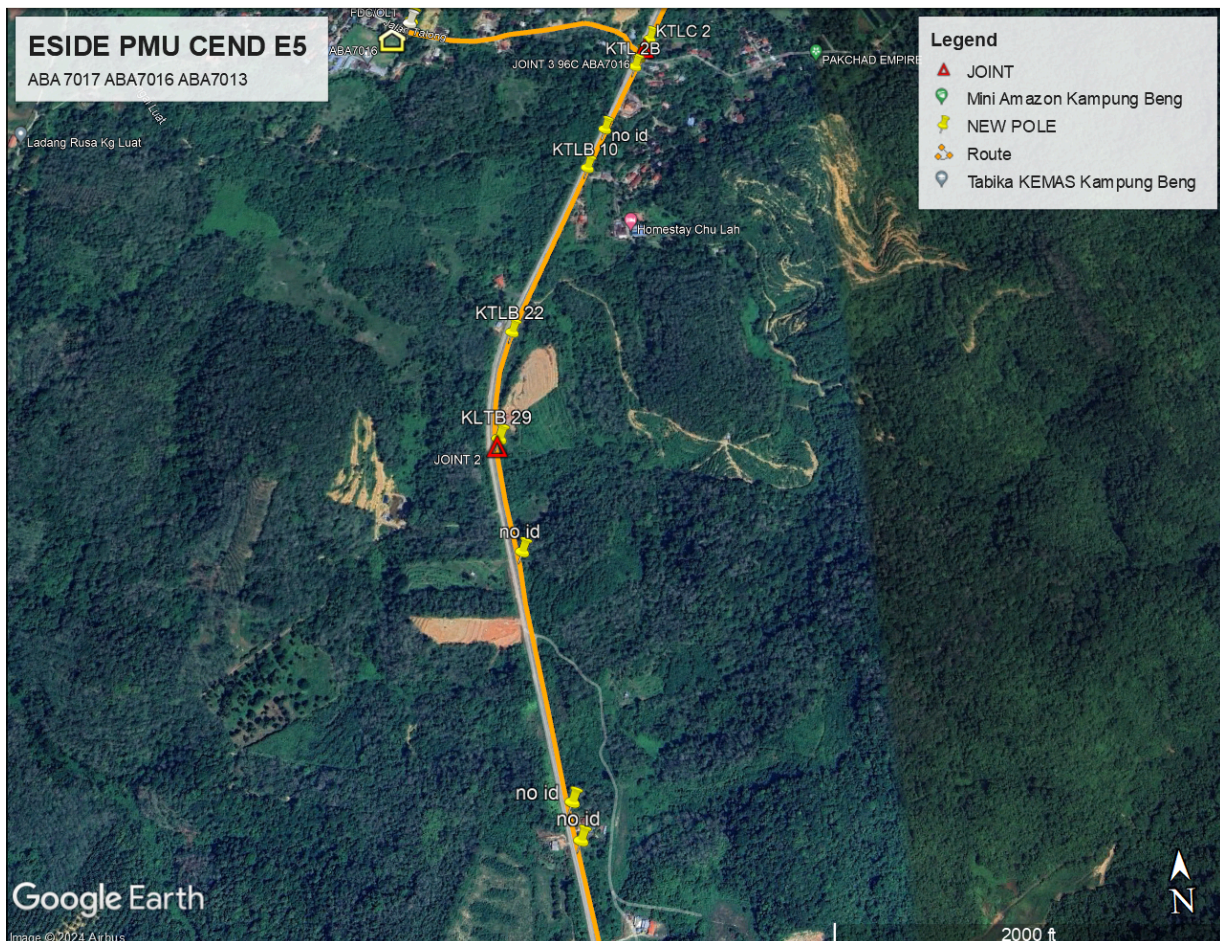 ESIDE PMU CEND E5
ABA 7017 ABA7016 ABA7013
Legend
JOINT
Mini Amazon Kampung Beng
NEW POLE
Route
Tabika KEMAS Kampung Beng
ABA7016
KTLC 2
KTL 2B
JOINT 3 96C ABA7016
PAKCHAD EMPIRE
Luat
Ladang Rusa Kg Luat
no id
KTLB 10
Homestay Chu Lah
KTLB 22
KLTB 29
JOINT 2
no id
no id
no id
Google Earth
Image © 2024 Airbus
N
2000 ft